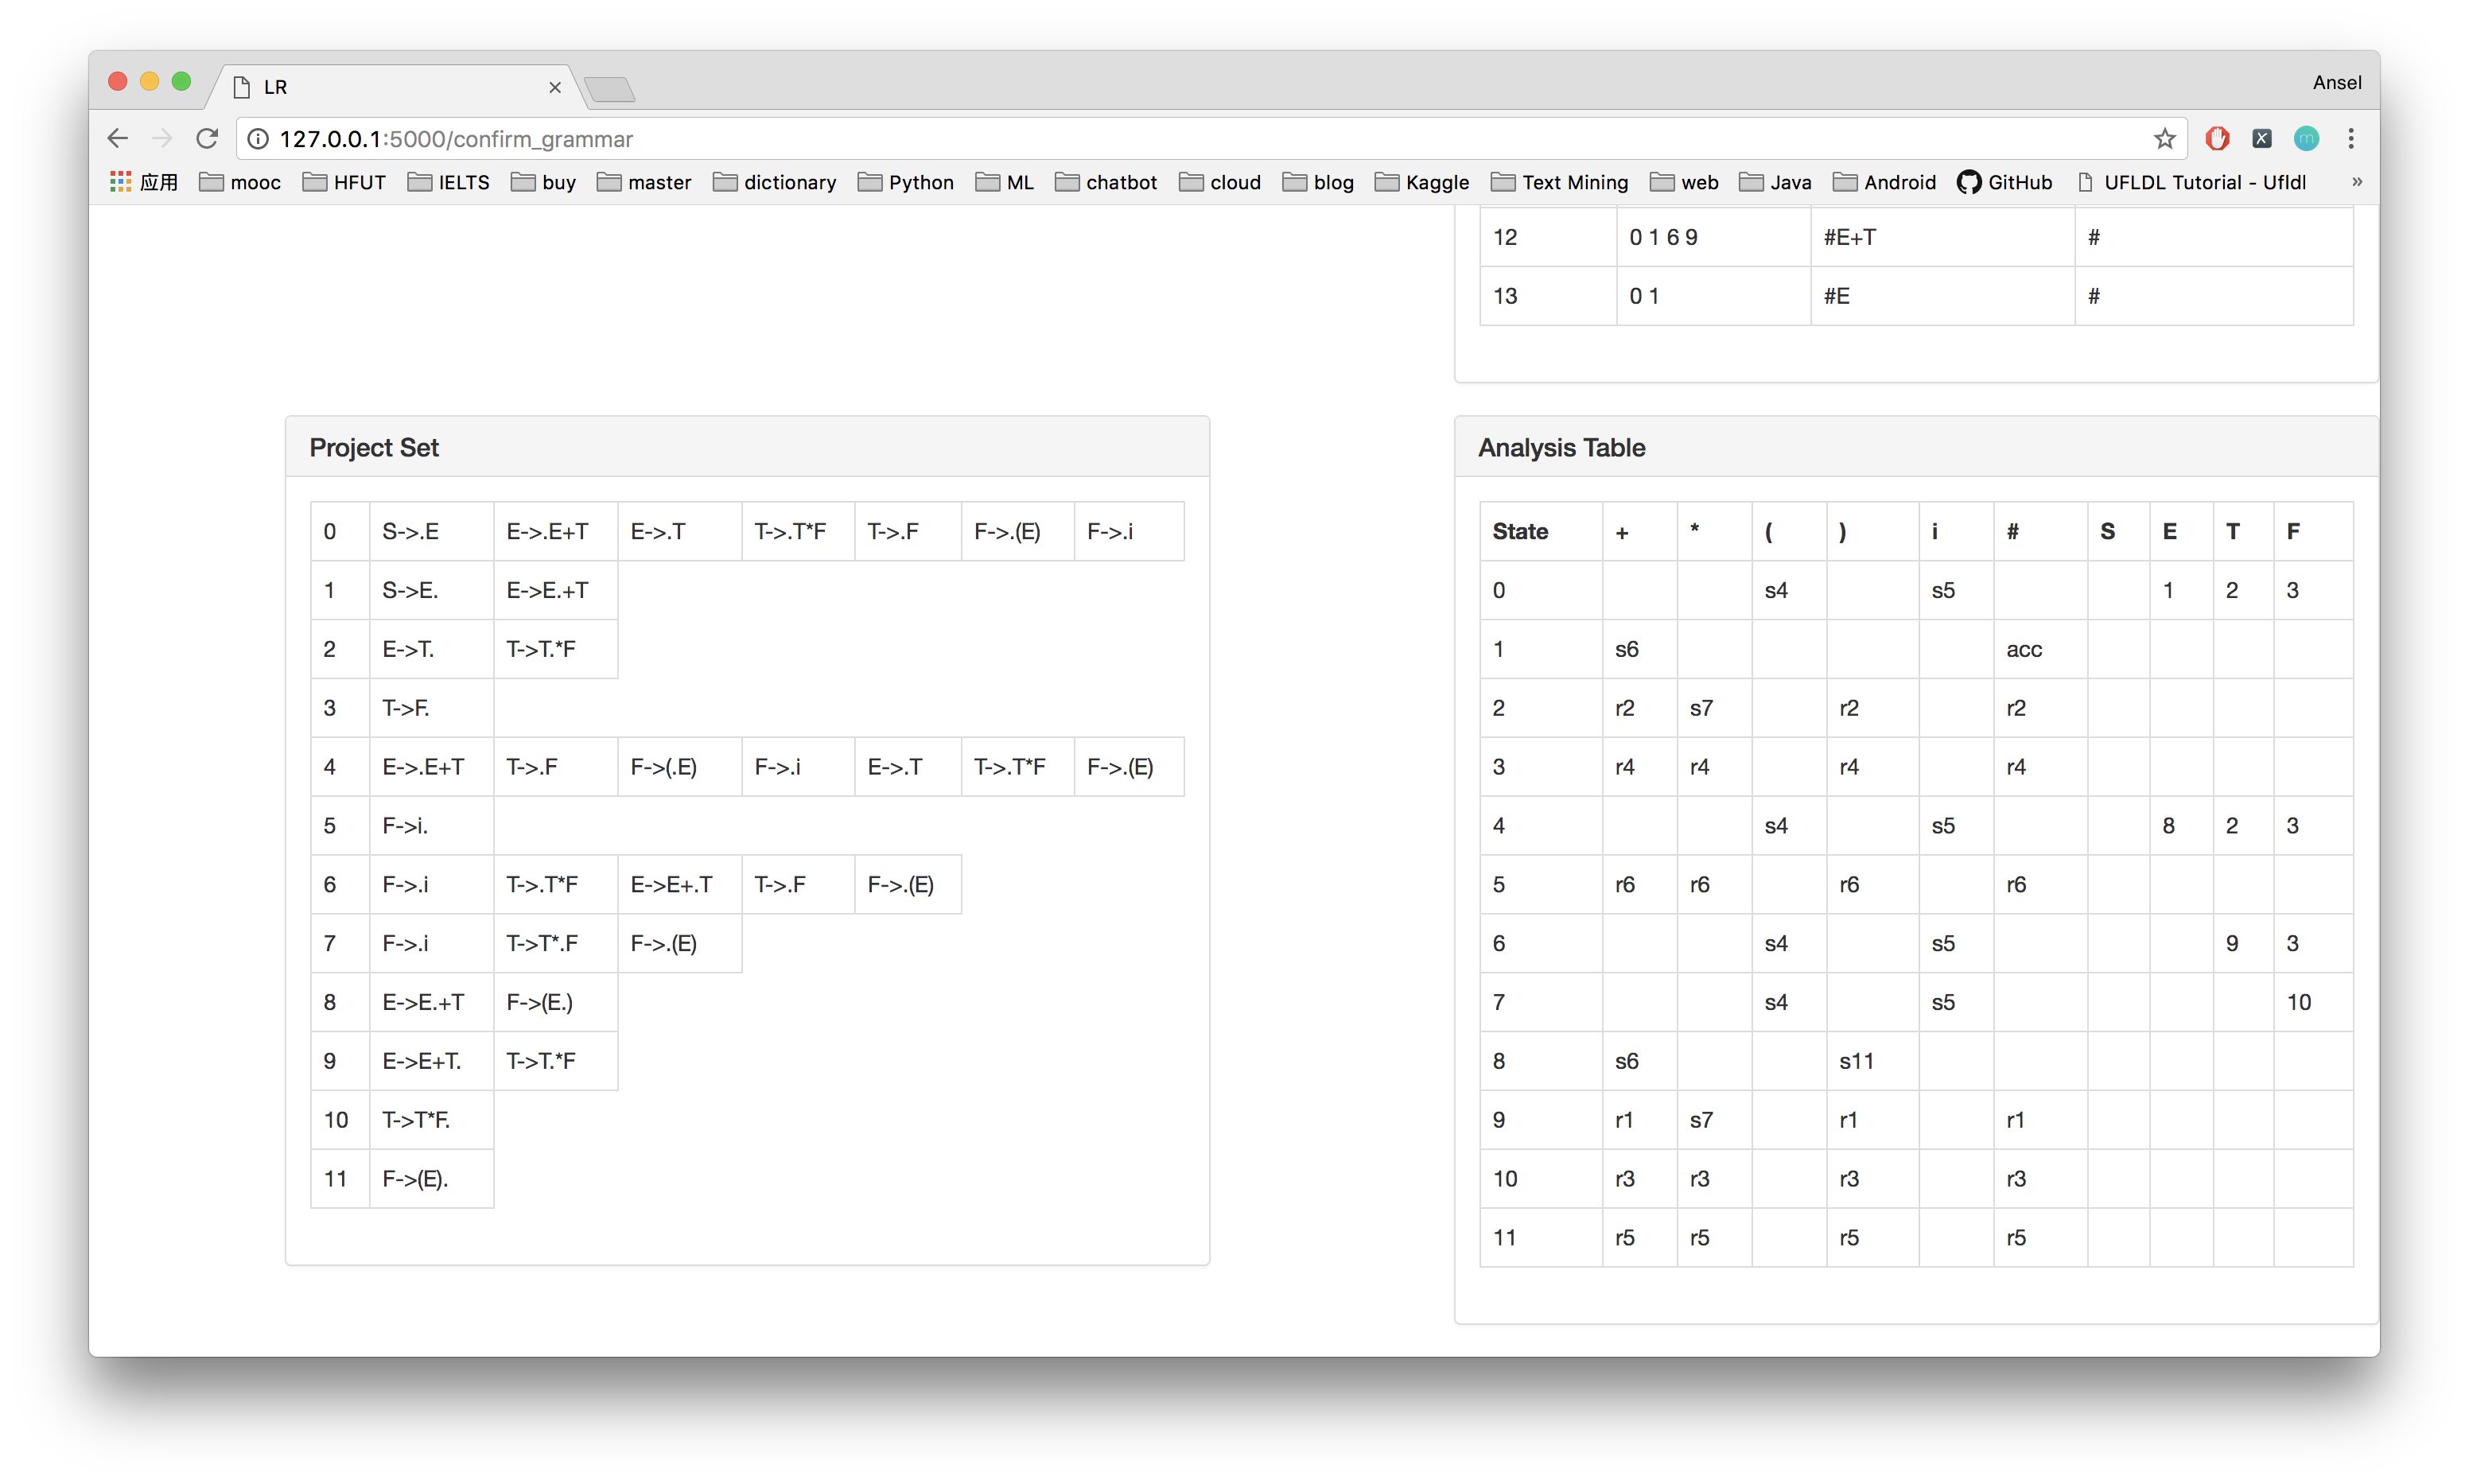 LR
Ansel
127.0.0.1:5000/confirm_grammar
应用 mooc HFUT IELTS buy master dictionary Python ML chatbot cloud blog Kaggle Text Mining web Java Android GitHub UFLDL Tutorial - Ufldl »
12 0 1 6 9 #E+T #
13 0 1 #E #
Project Set
0 S->.E E->.E+T E->.T T->.T*F T->.F F->.(E) F->.i
1 S->E. E->E.+T
2 E->T. T->T.*F
3 T->F.
4 E->.E+T T->.F F->(.E) F->.i E->.T T->.T*F F->.(E)
5 F->i.
6 F->.i T->.T*F E->E+.T T->.F F->.(E)
7 F->.i T->T*.F F->.(E)
8 E->E.+T F->(E.)
9 E->E+T. T->T.*F
10 T->T*F.
11 F->(E).
Analysis Table
State + * ( ) i # S E T F
0 s4 s5 1 2 3
1 s6 acc
2 r2 s7 r2 r2
3 r4 r4 r4 r4
4 s4 s5 8 2 3
5 r6 r6 r6 r6
6 s4 s5 9 3
7 s4 s5 10
8 s6 s11
9 r1 s7 r1 r1
10 r3 r3 r3 r3
11 r5 r5 r5 r5